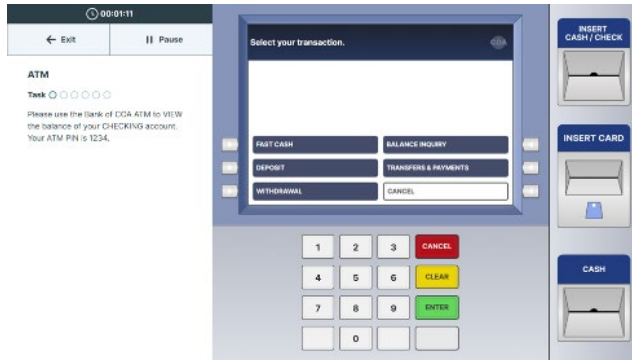 00:01:11
← Exit
|| Pause
ATM
Task
Please use the Bank of CCA ATM to VIEW
the balance of your CHECKING account.
Your ATM PIN is 1234.
Select your transaction.
CCA
FAST CASH
BALANCE INQUIRY
DEPOSIT
TRANSFERS & PAYMENTS
WITHDRAWAL
CANCEL
1 2 3 CANCEL
4 5 6 CLEAR
7 8 9 ENTER
0
INSERT
CASH / CHECK
INSERT CARD
CASH